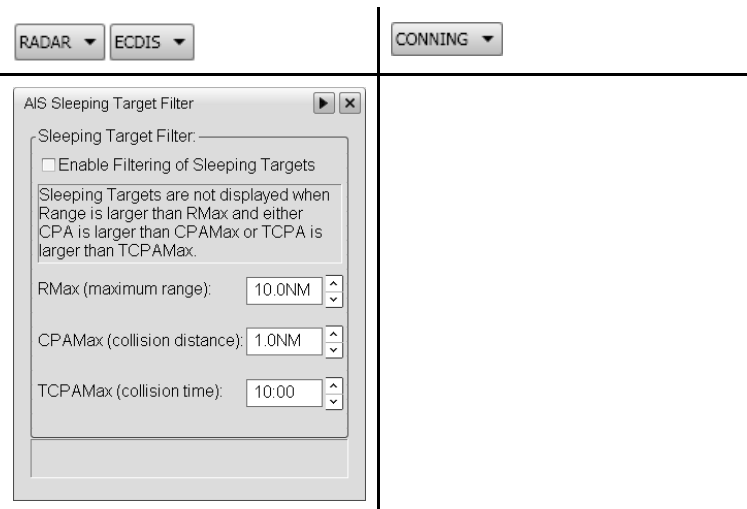 RADAR
ECDIS
CONNING
AIS Sleeping Target Filter
Sleeping Target Filter:
Enable Filtering of Sleeping Targets
Sleeping Targets are not displayed when
Range is larger than RMax and either
CPA is larger than CPAMax or TCPA is
larger than TCPAMax.
RMax (maximum range): 10.0NM
CPAMax (collision distance): 1.0NM
TCPAMax (collision time): 10:00